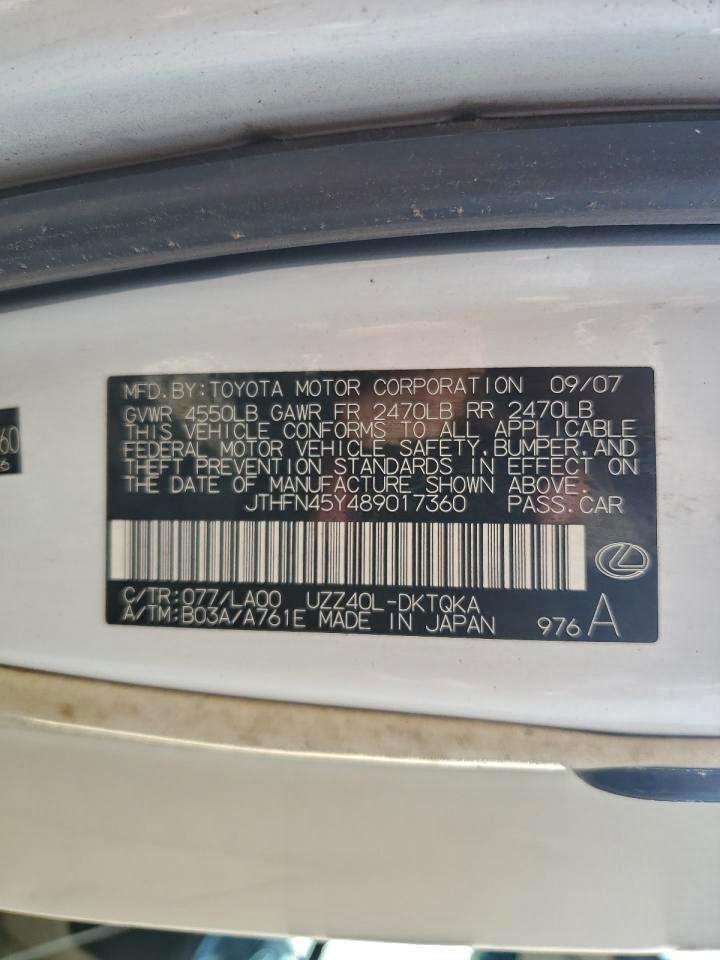 MFD.BY:TOYOTA MOTOR CORPORATION 09/07
GVWR 4550LB GAWR FR 2470LB RR 2470LB
THIS VEHICLE CONFORMS TO ALL APPLICABLE
FEDERAL MOTOR VEHICLE SAFETY,BUMPER,AND
THEFT PREVENTION STANDARDS IN EFFECT ON
THE DATE OF MANUFACTURE SHOWN ABOVE.
JTHFN45Y489017360 PASS.CAR
C/TR:077/LA00 UZZ40L-DKTQKA
A/TM:B03A/A761E MADE IN JAPAN 976 A
60